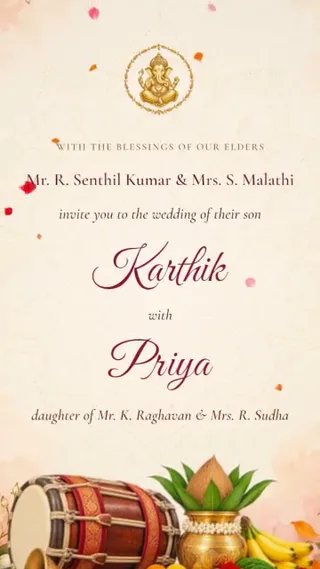 WITH THE BLESSINGS OF OUR ELDERS
Mr. R. Senthil Kumar & Mrs. S. Malathi
invite you to the wedding of their son
Karthik
with
Priya
daughter of Mr. K. Raghavan & Mrs. R. Sudha